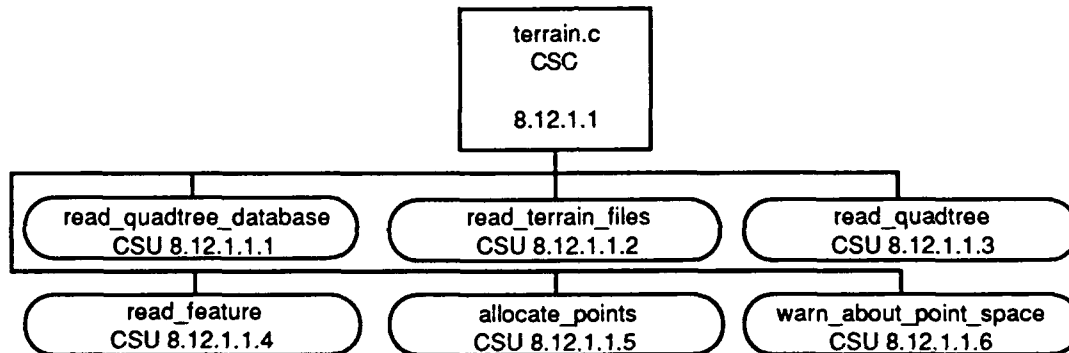 terrain.c
CSC
8.12.1.1
read_quadtree_database
CSU 8.12.1.1.1
read_terrain_files
CSU 8.12.1.1.2
read_quadtree
CSU 8.12.1.1.3
read_feature
CSU 8.12.1.1.4
allocate_points
CSU 8.12.1.1.5
warn_about_point_space
CSU 8.12.1.1.6